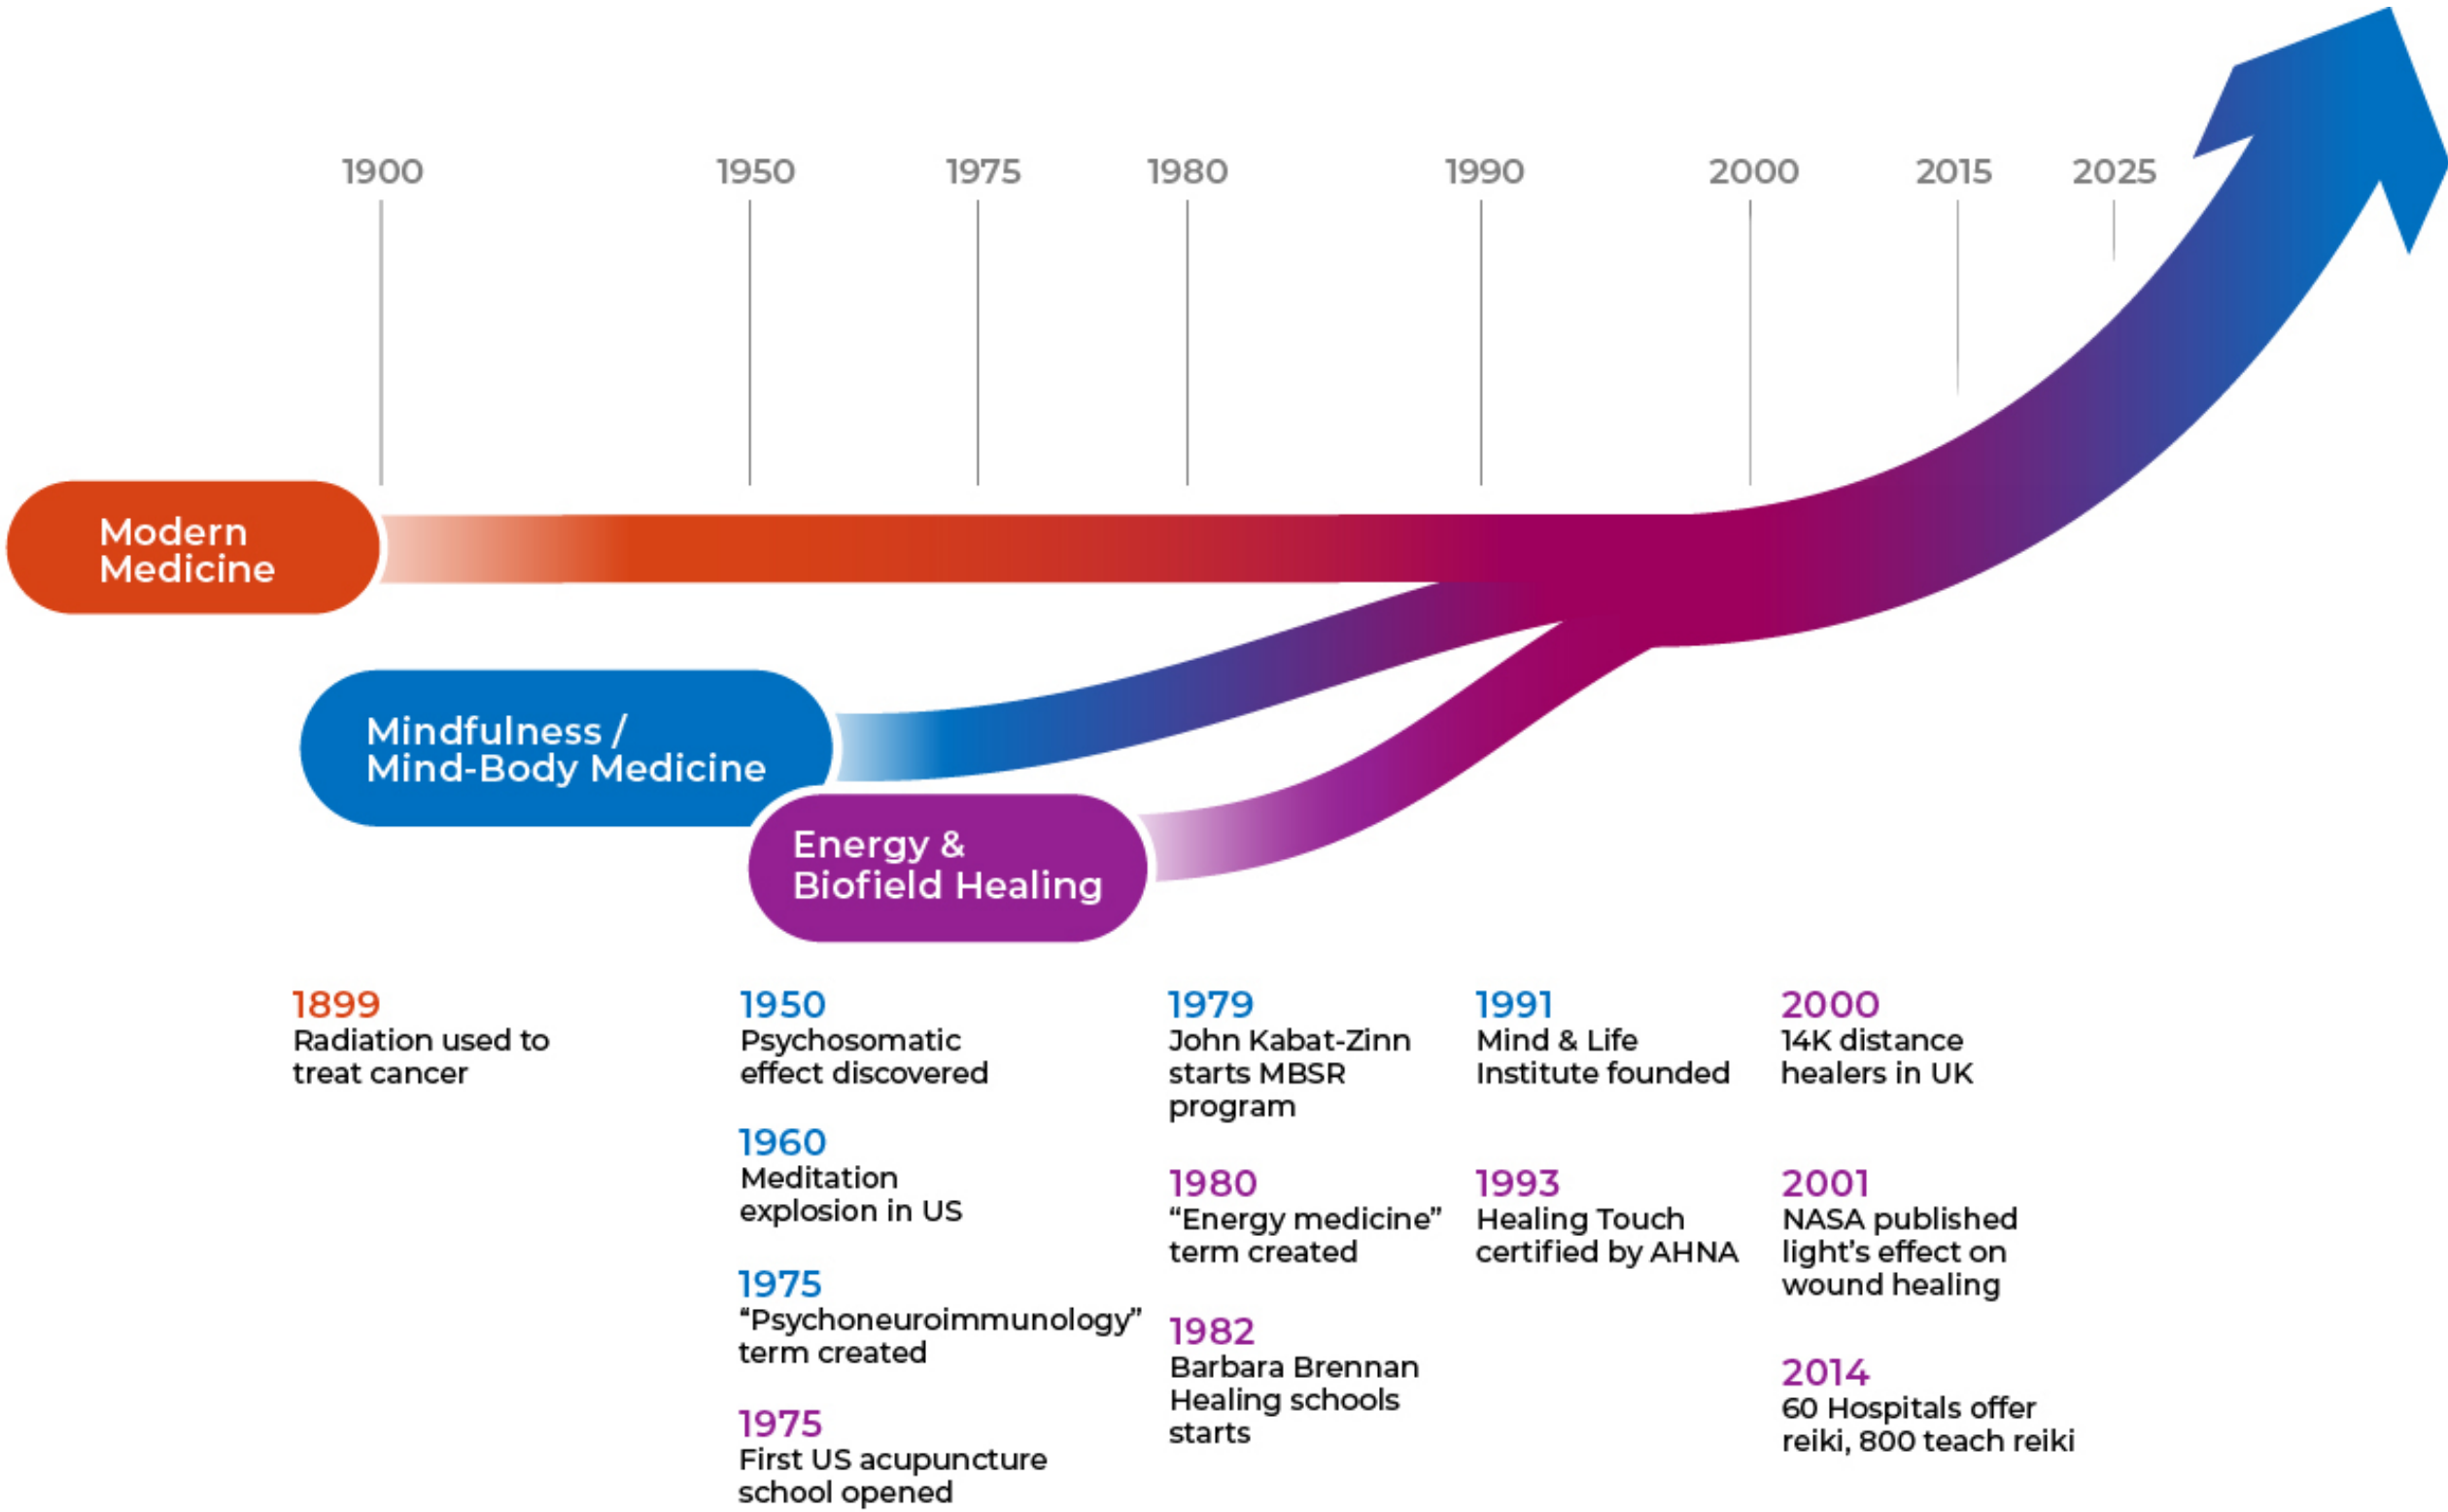 1900 1950 1975 1980 1990 2000 2015 2025
Modern
Medicine
Mindfulness /
Mind-Body Medicine
Energy &
Biofield Healing
1899
Radiation used to
treat cancer
1950
Psychosomatic
effect discovered
1960
Meditation
explosion in US
1975
“Psychoneuroimmunology”
term created
1975
First US acupuncture
school opened
1979
John Kabat-Zinn
starts MBSR
program
1980
“Energy medicine”
term created
1982
Barbara Brennan
Healing schools
starts
1991
Mind & Life
Institute founded
1993
Healing Touch
certified by AHNA
2000
14K distance
healers in UK
2001
NASA published
light’s effect on
wound healing
2014
60 Hospitals offer
reiki, 800 teach reiki